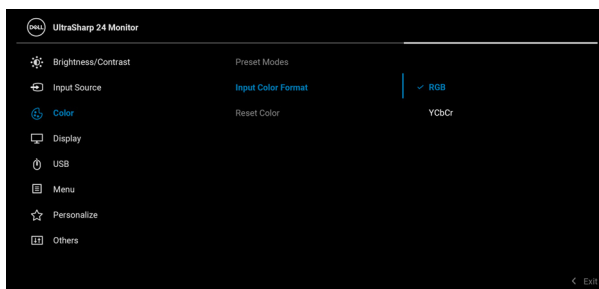 DELL UltraSharp 24 Monitor
Brightness/Contrast Preset Modes
Input Source Input Color Format RGB
Color Reset Color YCbCr
Display
USB
Menu
Personalize
Others
Exit